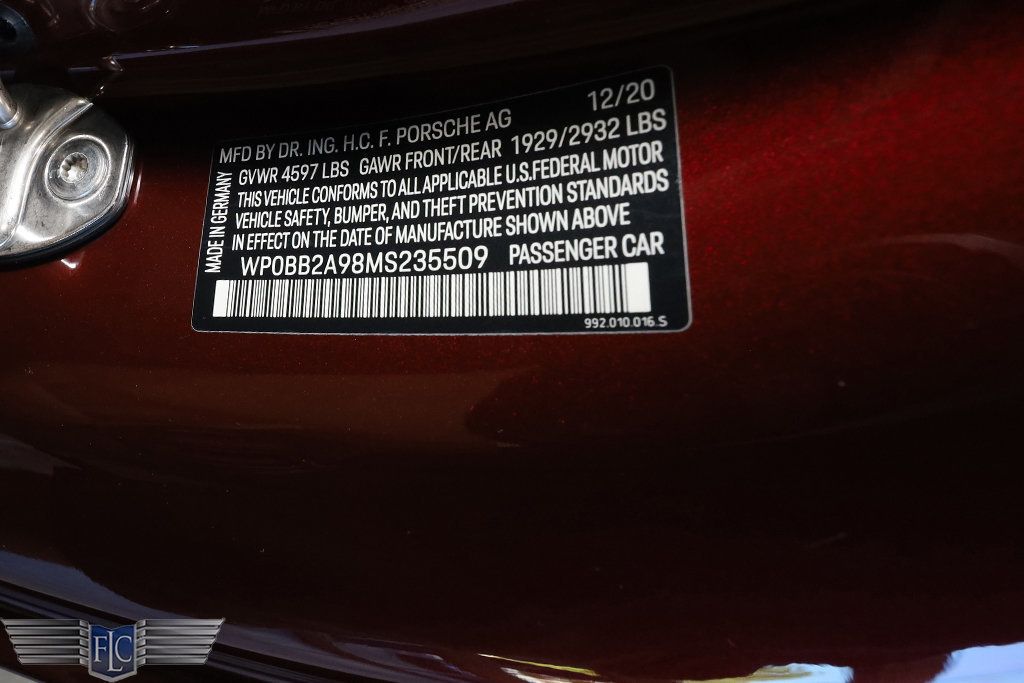 12/20
MFD BY DR. ING. H.C. F. PORSCHE AG
GVWR 4597 LBS GAWR FRONT/REAR 1929/2932 LBS
THIS VEHICLE CONFORMS TO ALL APPLICABLE U.S.FEDERAL MOTOR
VEHICLE SAFETY, BUMPER, AND THEFT PREVENTION STANDARDS
IN EFFECT ON THE DATE OF MANUFACTURE SHOWN ABOVE
WP0BB2A98MS235509 PASSENGER CAR
992.010.016.S
MADE IN GERMANY
FLC